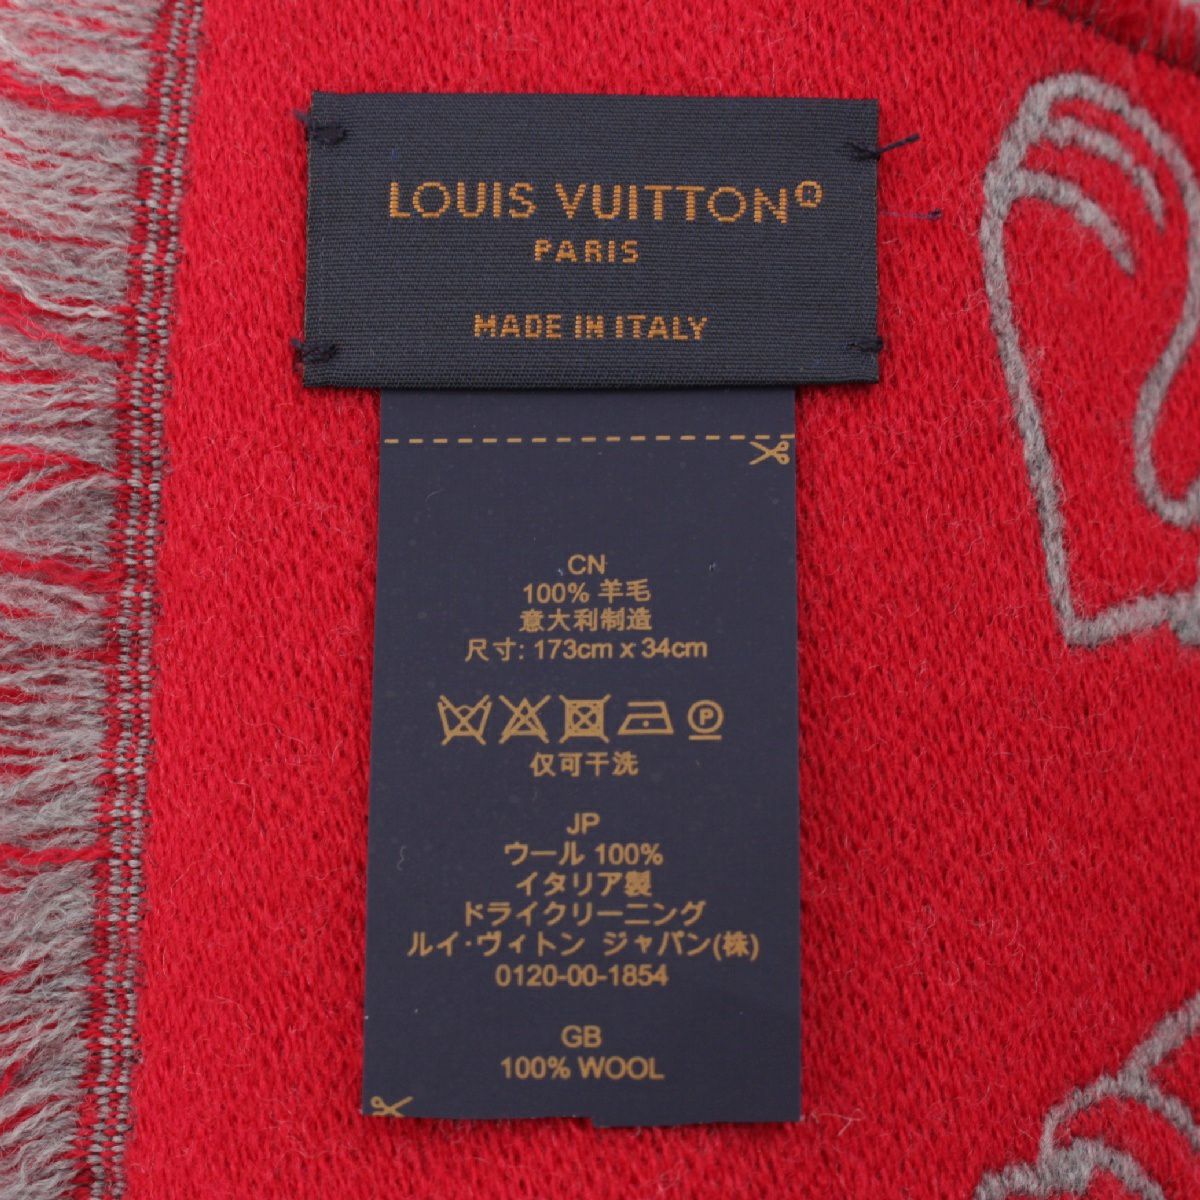 LOUIS VUITTON®
PARIS
MADE IN ITALY
CN
100% 羊毛
意大利制造
尺寸: 173cm x 34cm
P
仅可干洗
JP
ウール 100%
イタリア製
ドライクリーニング
ルイ·ヴィトン ジャパン(株)
0120-00-1854
GB
100% WOOL